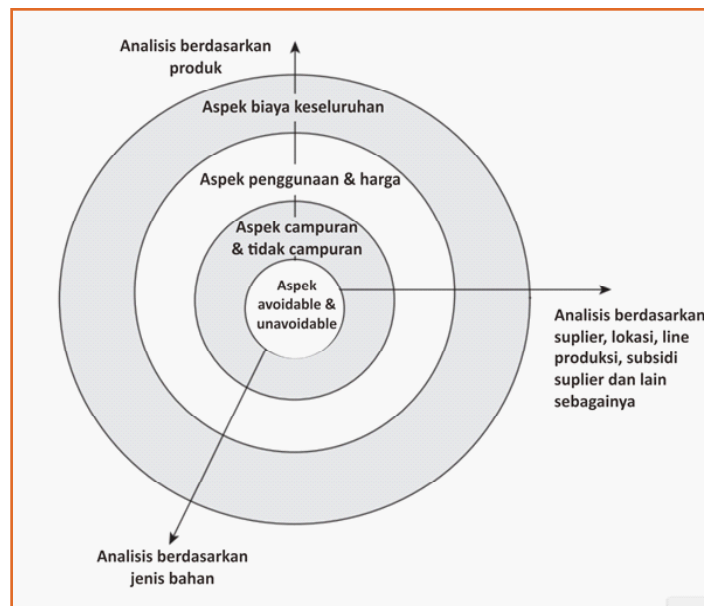 Analisis berdasarkan
produk
Aspek biaya keseluruhan
Aspek penggunaan & harga
Aspek campuran
& tidak campuran
Aspek
avoidable &
unavoidable
Analisis berdasarkan
suplier, lokasi, line
produksi, subsidi
suplier dan lain
sebagainya
Analisis berdasarkan
jenis bahan